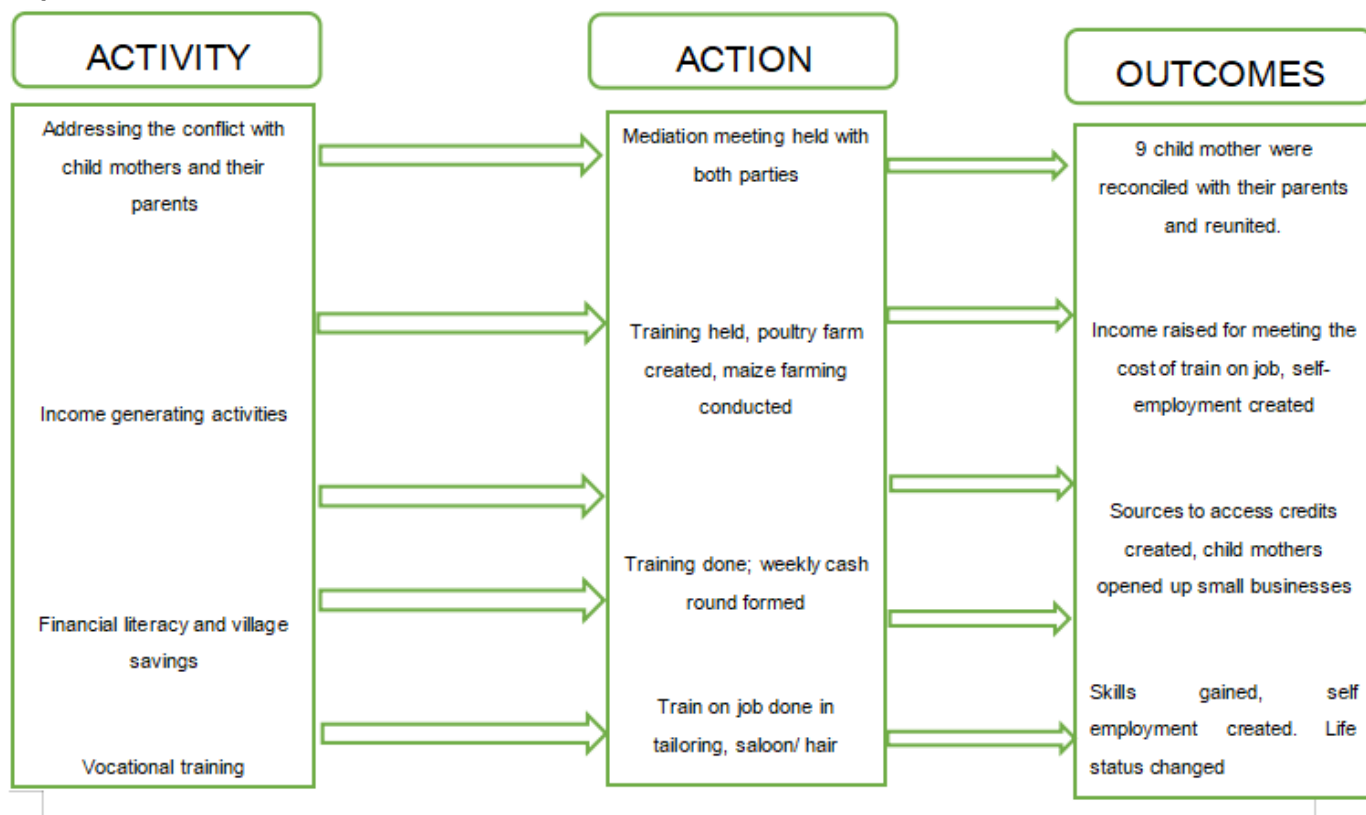 ACTIVITY
Addressing the conflict with
child mothers and their
parents
Income generating activities
Financial literacy and village
savings
Vocational training
ACTION
Mediation meeting held with
both parties
Training held, poultry farm
created, maize farming
conducted
Training done; weekly cash
round formed
Train on job done in
tailoring, saloon/ hair
OUTCOMES
9 child mother were
reconciled with their parents
and reunited.
Income raised for meeting the
cost of train on job, self-
employment created
Sources to access credits
created, child mothers
opened up small businesses
Skills gained, self
employment created. Life
status changed